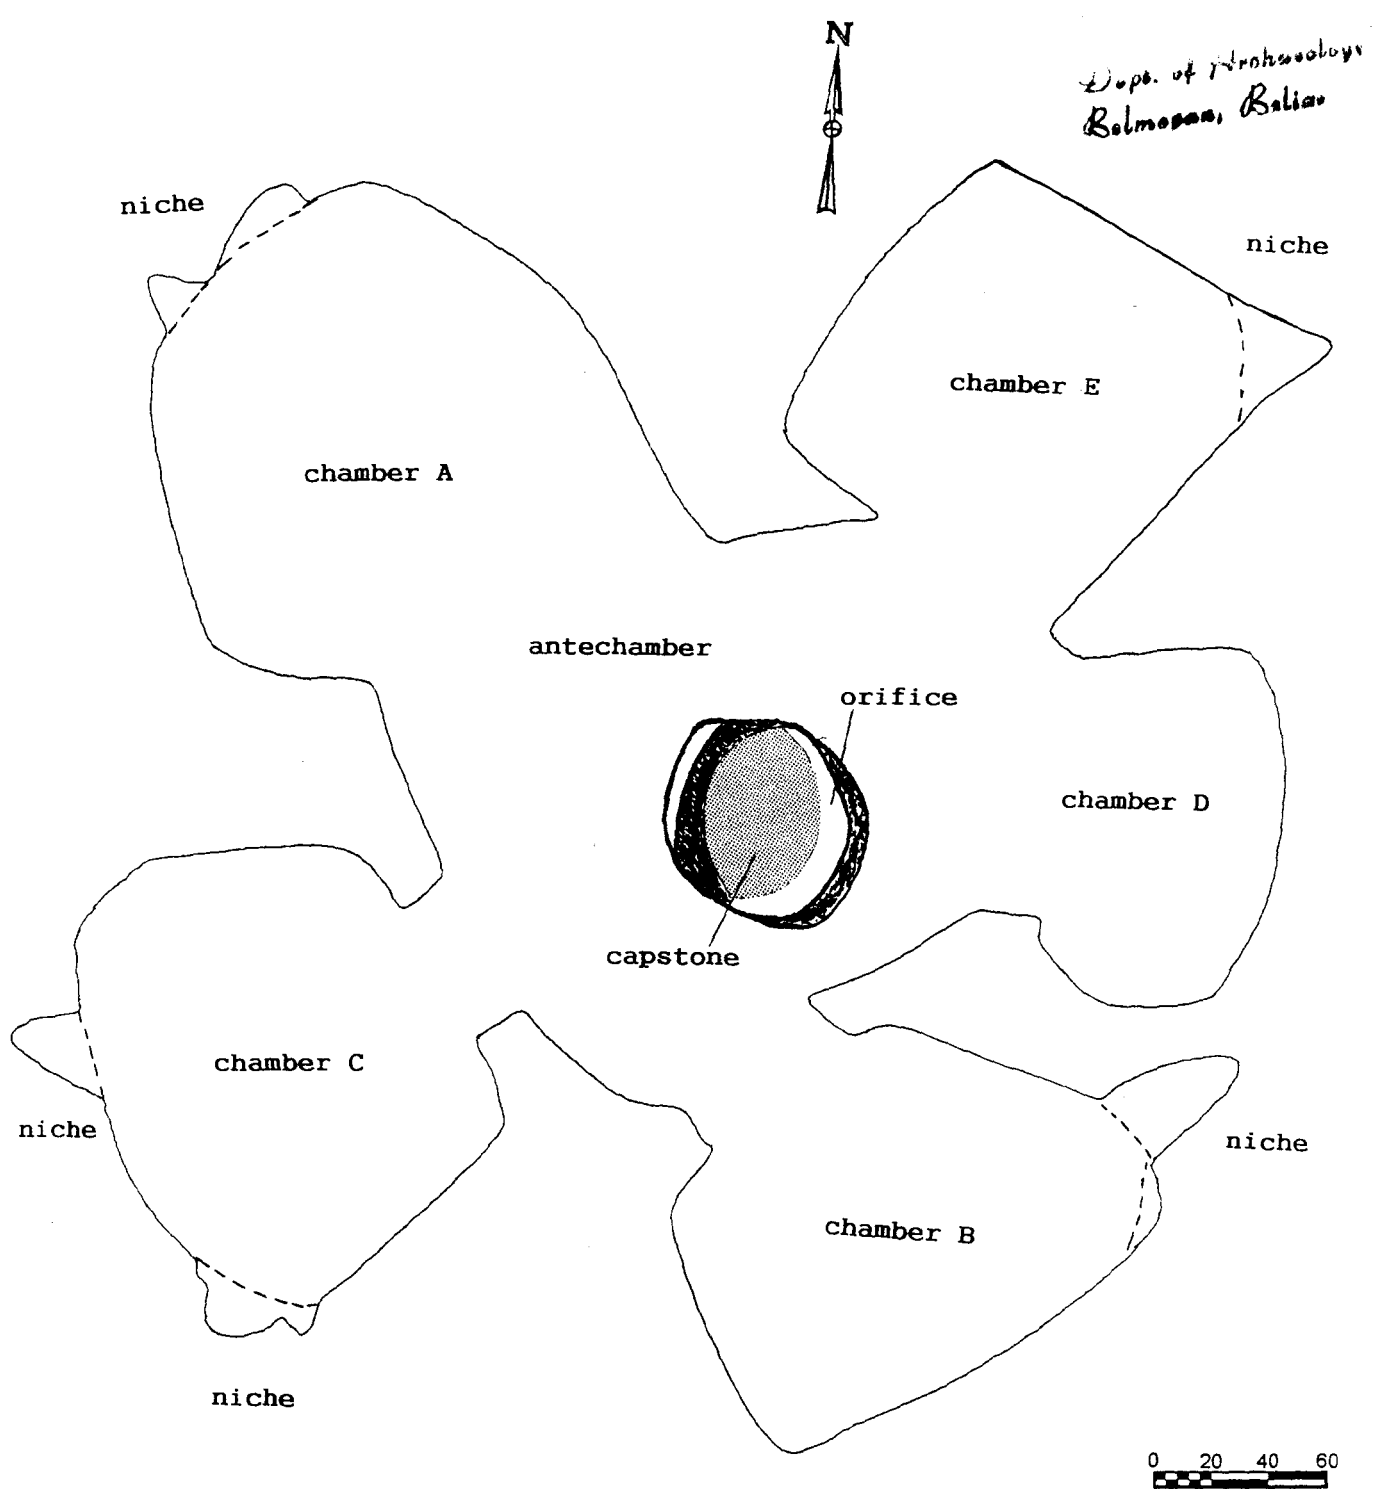 N
Dept. of Archaeology
Belmopan, Belize
niche
niche
chamber E
chamber A
antechamber
orifice
chamber D
capstone
chamber C
niche
niche
chamber B
niche
0 20 40 60